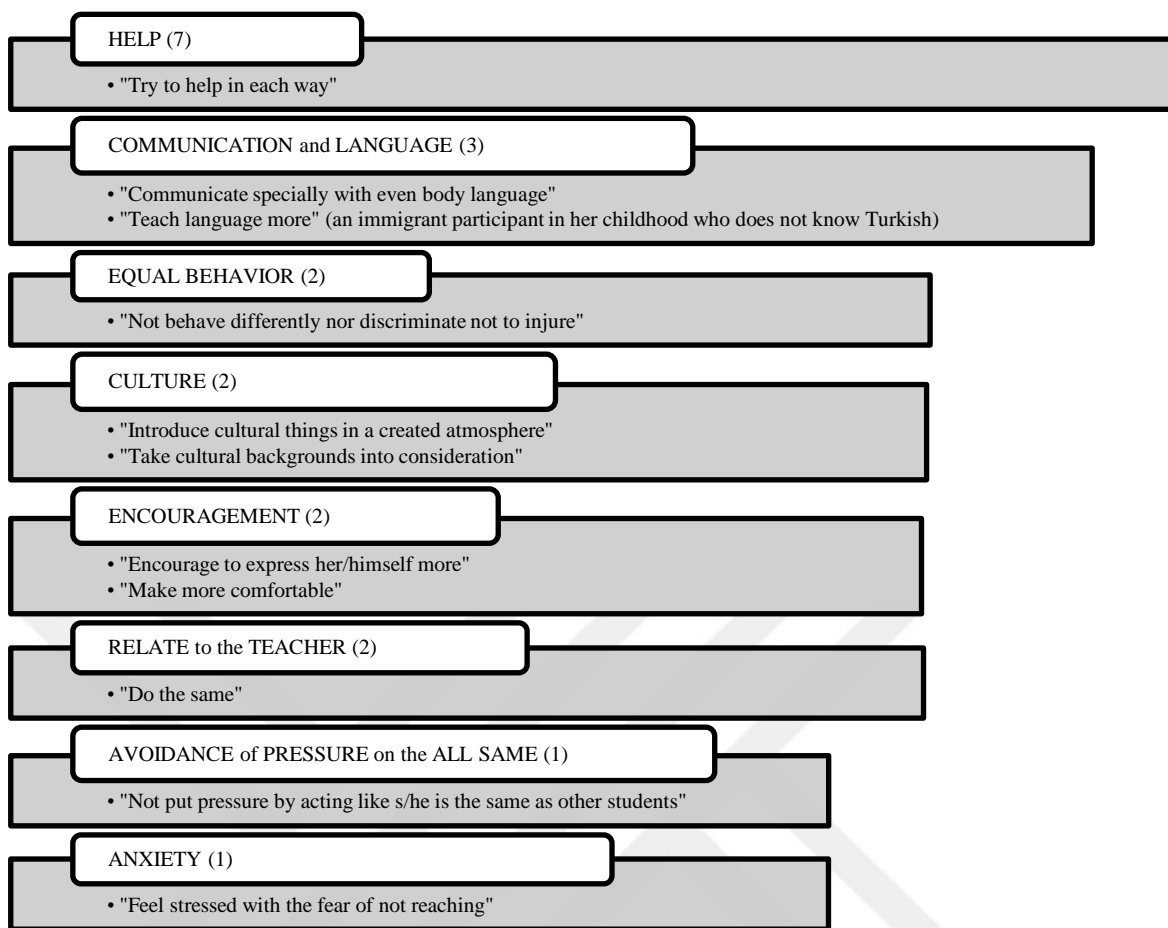 HELP (7)
• "Try to help in each way"
COMMUNICATION and LANGUAGE (3)
• "Communicate specially with even body language"
• "Teach language more" (an immigrant participant in her childhood who does not know Turkish)
EQUAL BEHAVIOR (2)
• "Not behave differently nor discriminate not to injure"
CULTURE (2)
• "Introduce cultural things in a created atmosphere"
• "Take cultural backgrounds into consideration"
ENCOURAGEMENT (2)
• "Encourage to express her/himself more"
• "Make more comfortable"
RELATE to the TEACHER (2)
• "Do the same"
AVOIDANCE of PRESSURE on the ALL SAME (1)
• "Not put pressure by acting like s/he is the same as other students"
ANXIETY (1)
• "Feel stressed with the fear of not reaching"